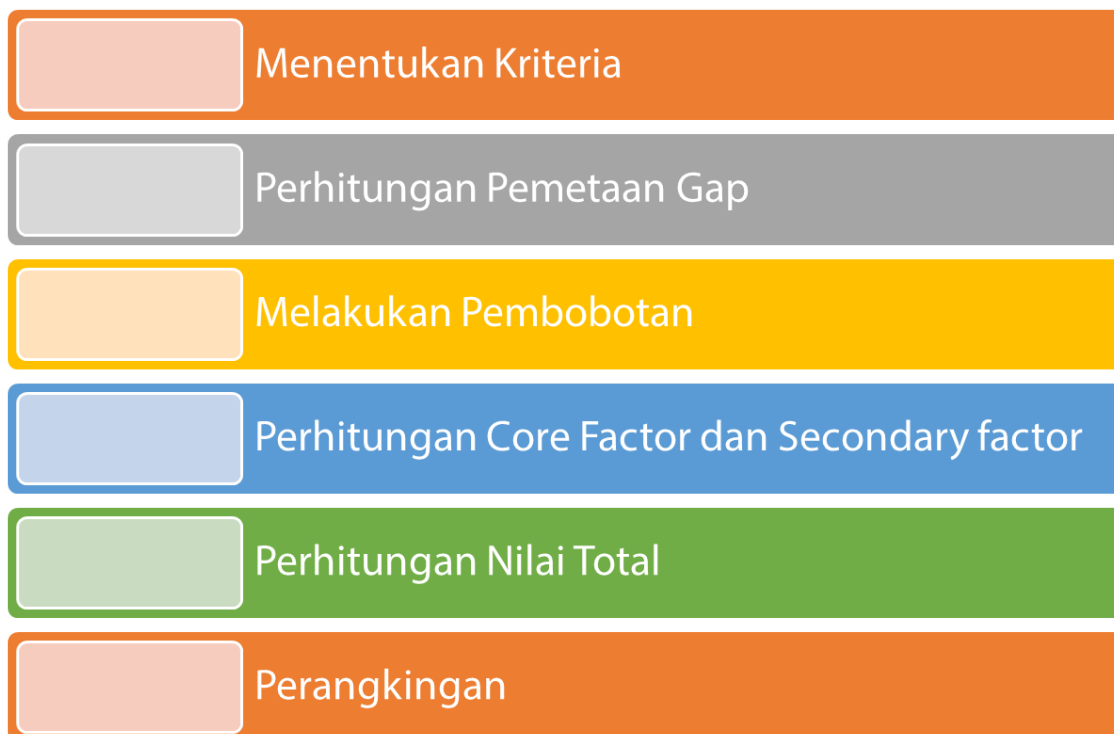 Menentukan Kriteria
Perhitungan Pemetaan Gap
Melakukan Pembobotan
Perhitungan Core Factor dan Secondary factor
Perhitungan Nilai Total
Perangkingan